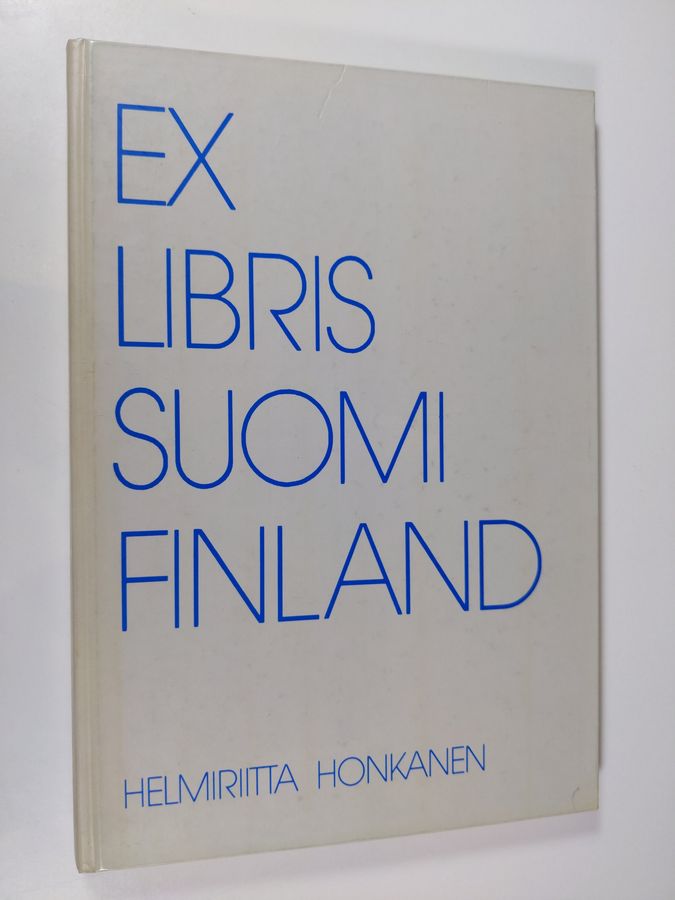 EX
LIBRIS
SUOMI
FINLAND
HELMIRIITTA HONKANEN